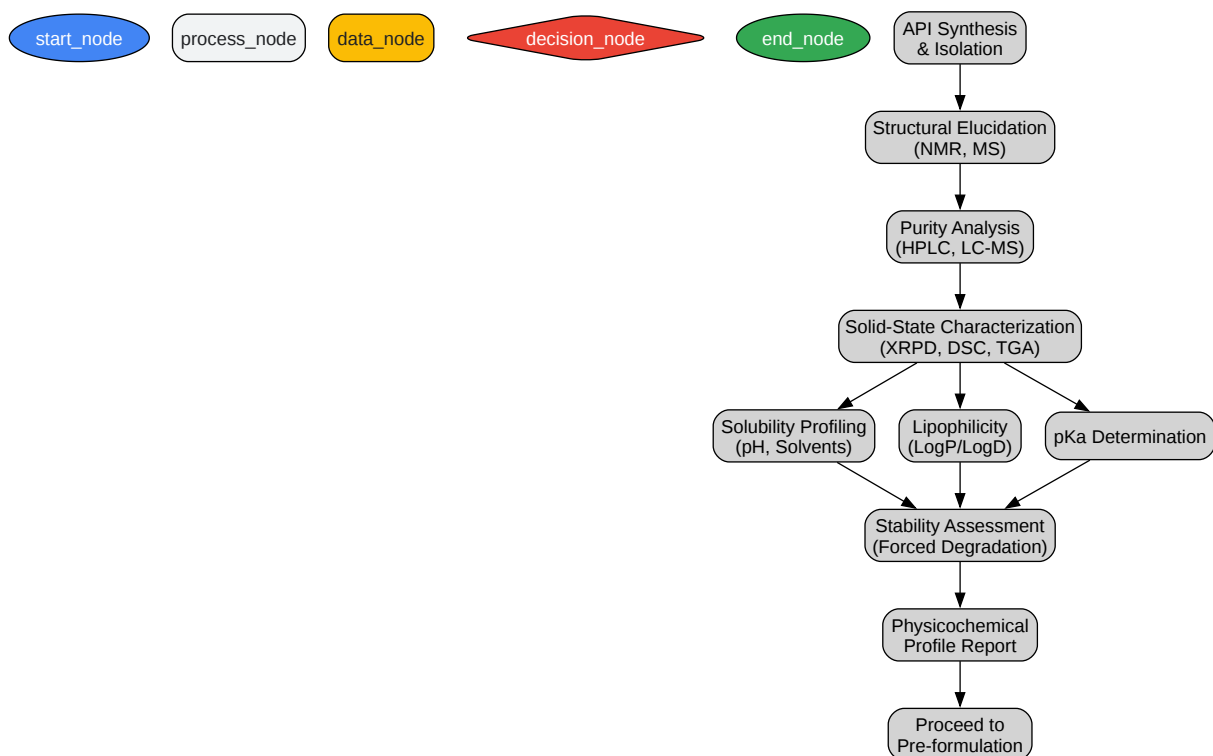 start_node
process_node
data_node
decision_node
end_node
API Synthesis
& Isolation
Structural Elucidation
(NMR, MS)
Purity Analysis
(HPLC, LC-MS)
Solid-State Characterization
(XRPD, DSC, TGA)
Solubility Profiling
(pH, Solvents)
Lipophilicity
(LogP/LogD)
pKa Determination
Stability Assessment
(Forced Degradation)
Physicochemical
Profile Report
Proceed to
Pre-formulation